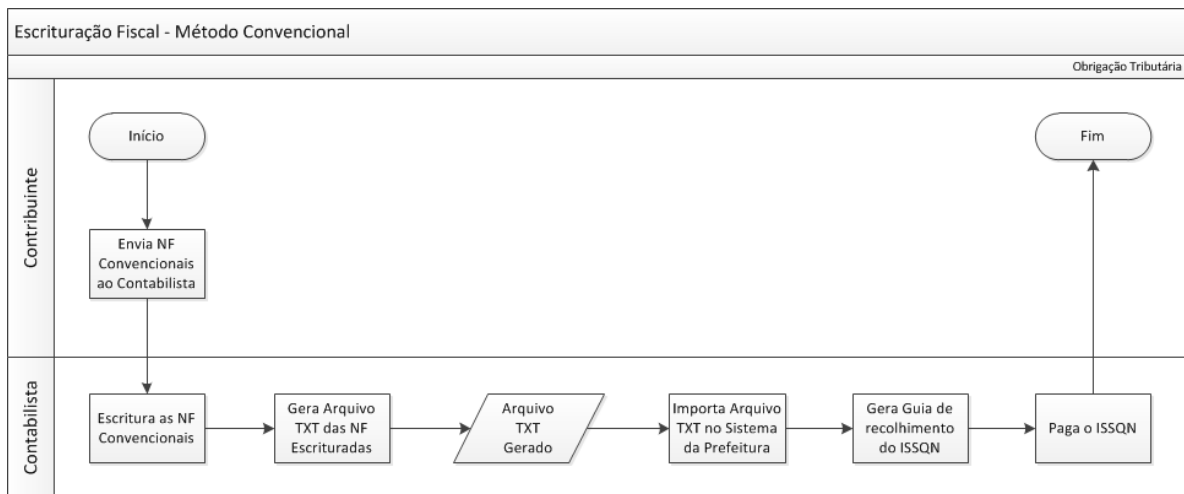 Escrituração Fiscal - Método Convencional
Obrigação Tributária
Contribuinte
Início
Fim
Envia NF
Convencionais
ao Contabilista
Contabilista
Escritura as NF
Convencionais
Gera Arquivo
TXT das NF
Escrituradas
Arquivo
TXT
Gerado
Importa Arquivo
TXT no Sistema
da Prefeitura
Gera Guia de
recolhimento
do ISSQN
Paga o ISSQN